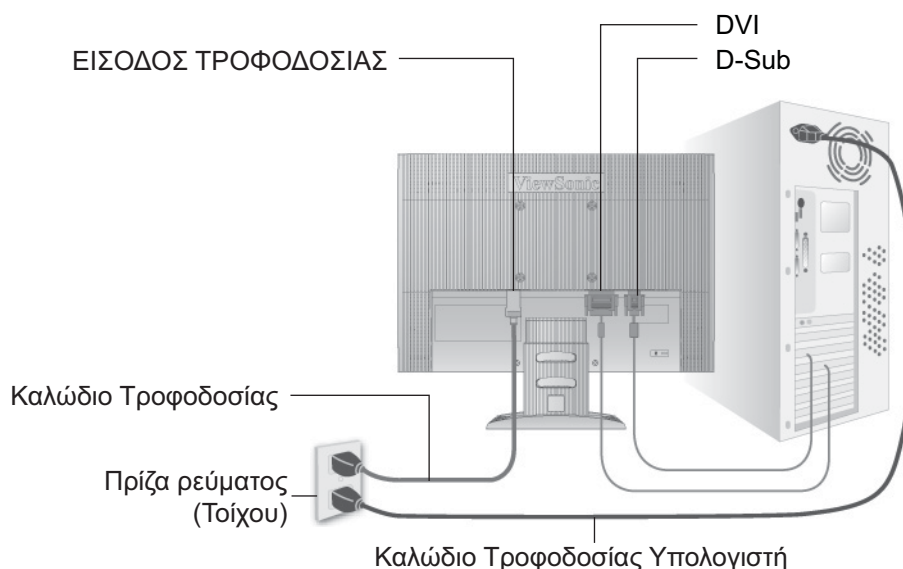 DVI
ΕΙΣΟΔΟΣ ΤΡΟΦΟΔΟΣΙΑΣ
D-Sub
ViewSonic
Καλώδιο Τροφοδοσίας
Πρίζα ρεύματος
(Τοίχου)
Καλώδιο Τροφοδοσίας Υπολογιστή